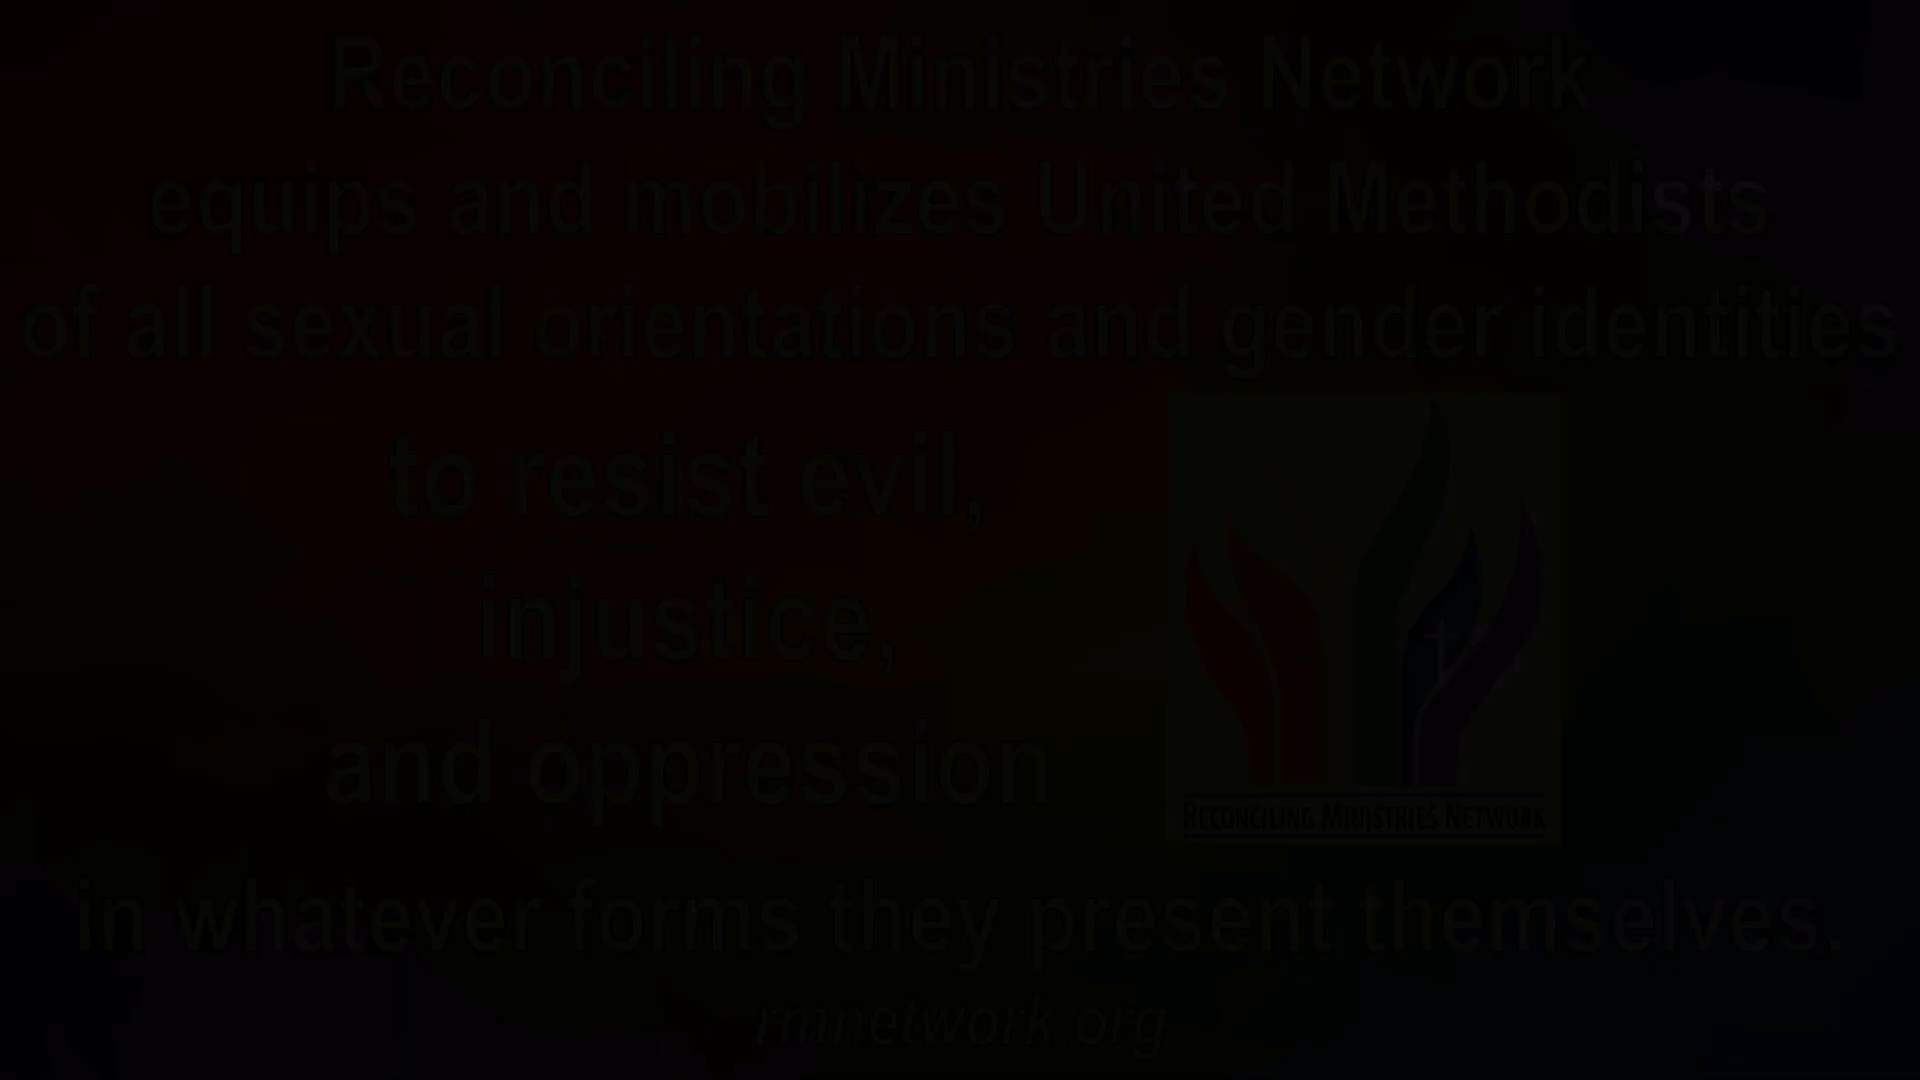 Reconciling Ministries Network
equips and mobilizes United Methodists
of all sexual orientations and gender identities
to resist evil,
injustice,
and oppression
RECONCILING MINISTRIES NETWORK
in whatever forms they present themselves.
rmnetwork.org